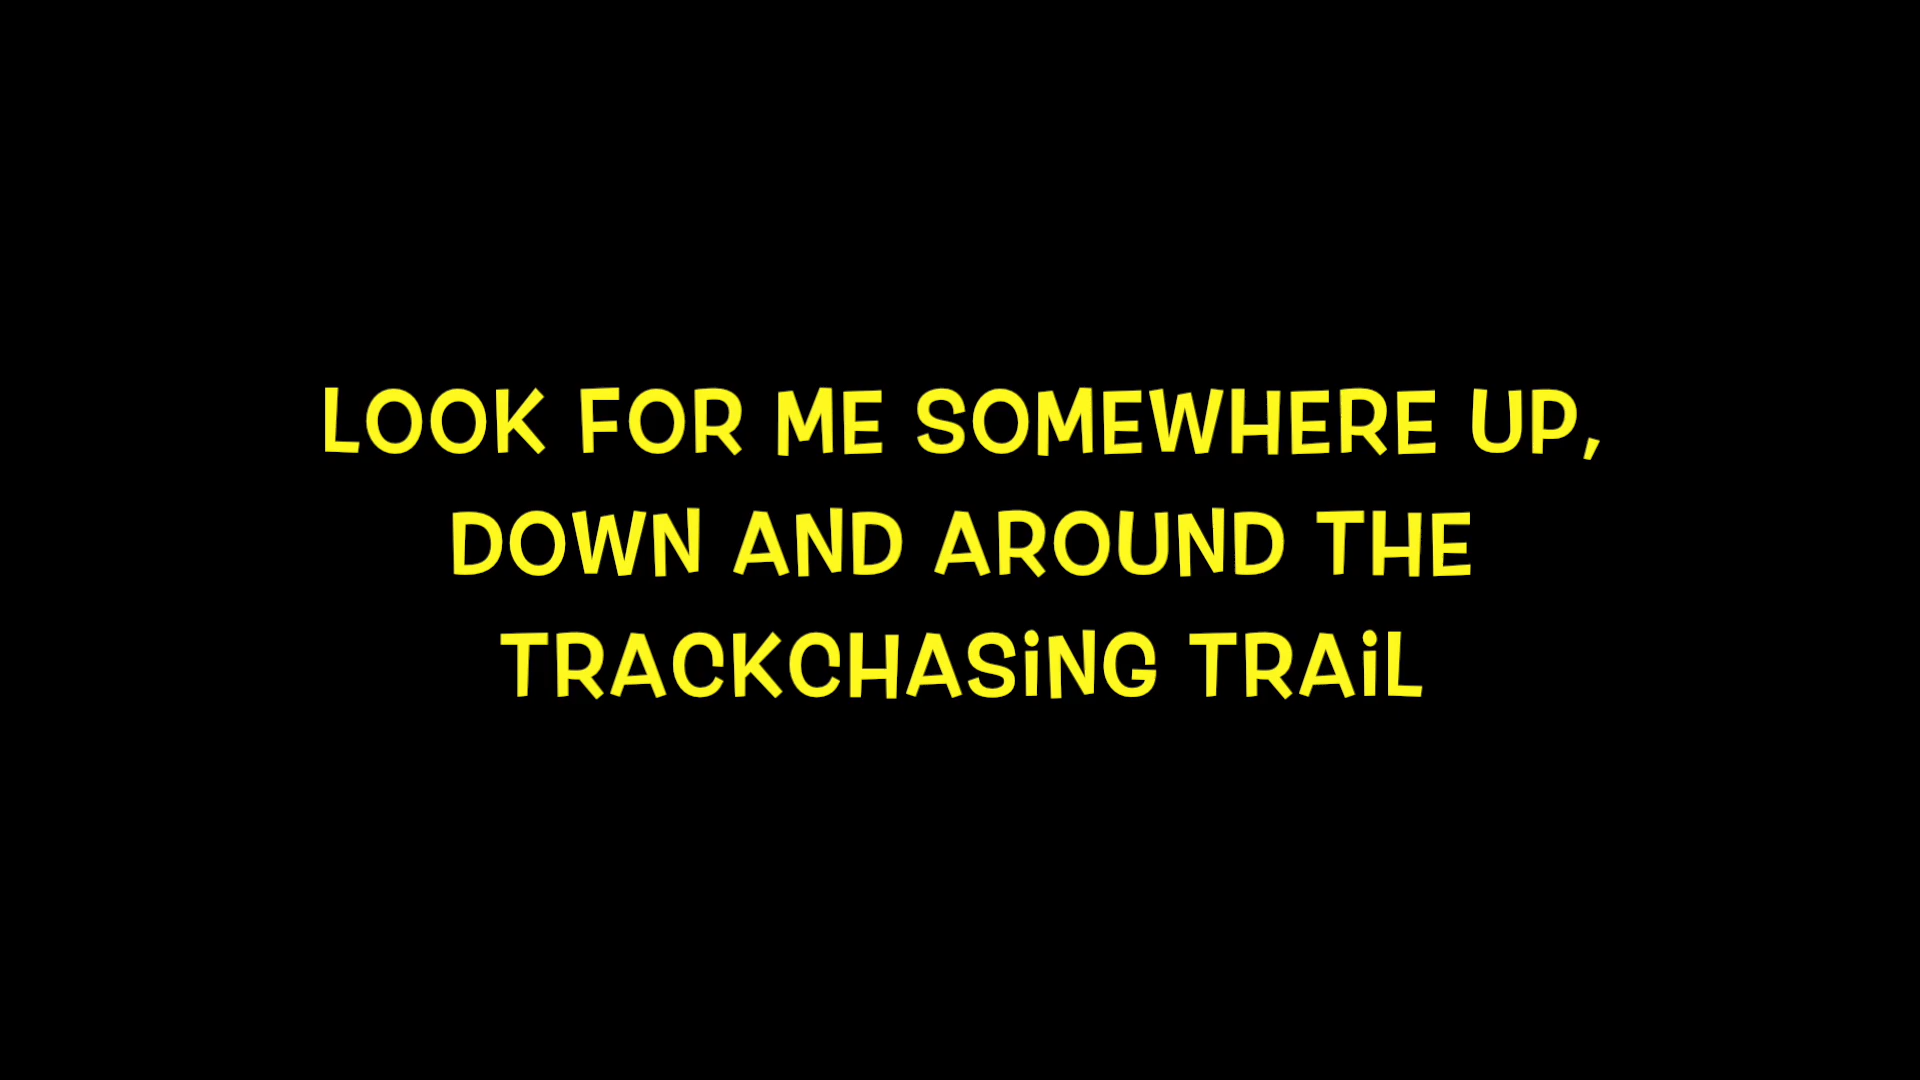 LOOK FOR ME SOMEWHERE UP,
DOWN AND AROUND THE
TRACKCHASiNG TRAiL